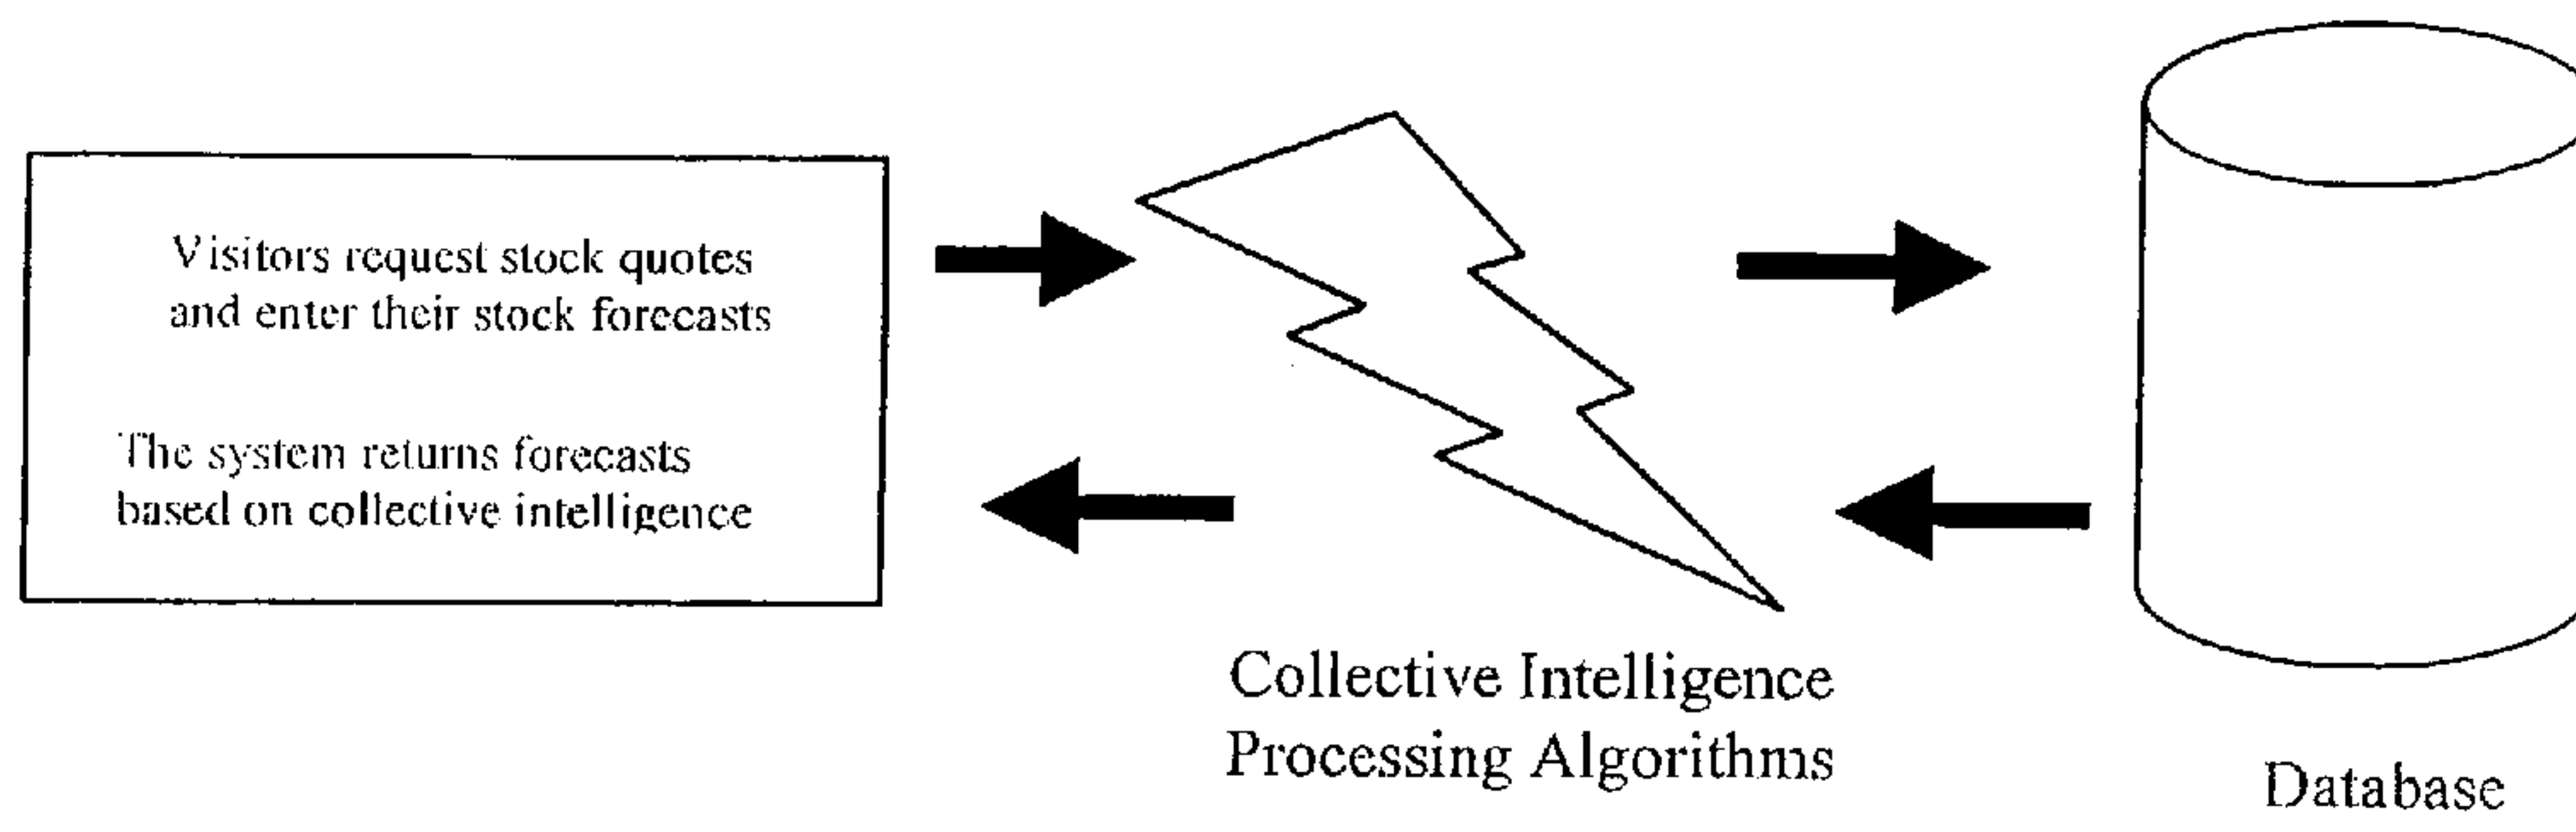 Visitors request stock quotes
and enter their stock forecasts
The system returns forecasts
based on collective intelligence
Collective Intelligence
Processing Algorithms
Database